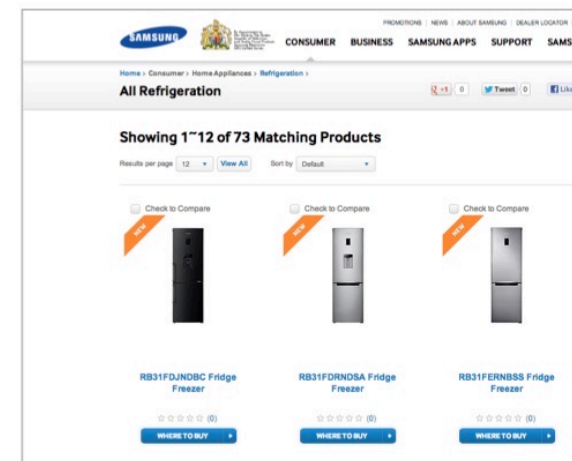 PROMOTIONS | NEWS | ABOUT SAMSUNG | DEALER LOCATOR |
SAMSUNG
CONSUMER BUSINESS SAMSUNG APPS SUPPORT SAMS
Home › Consumer › Home Appliances › Refrigeration ›
All Refrigeration
+1 0 Tweet 0 Like
Showing 1~12 of 73 Matching Products
Results per page 12 View All Sort by Default
Check to Compare Check to Compare Check to Compare
NEW NEW NEW
RB31FDJNDBC Fridge Freezer
RB31FDRNDSA Fridge Freezer
RB31FERNBSS Fridge Freezer
(0) (0) (0)
WHERE TO BUY WHERE TO BUY WHERE TO BUY